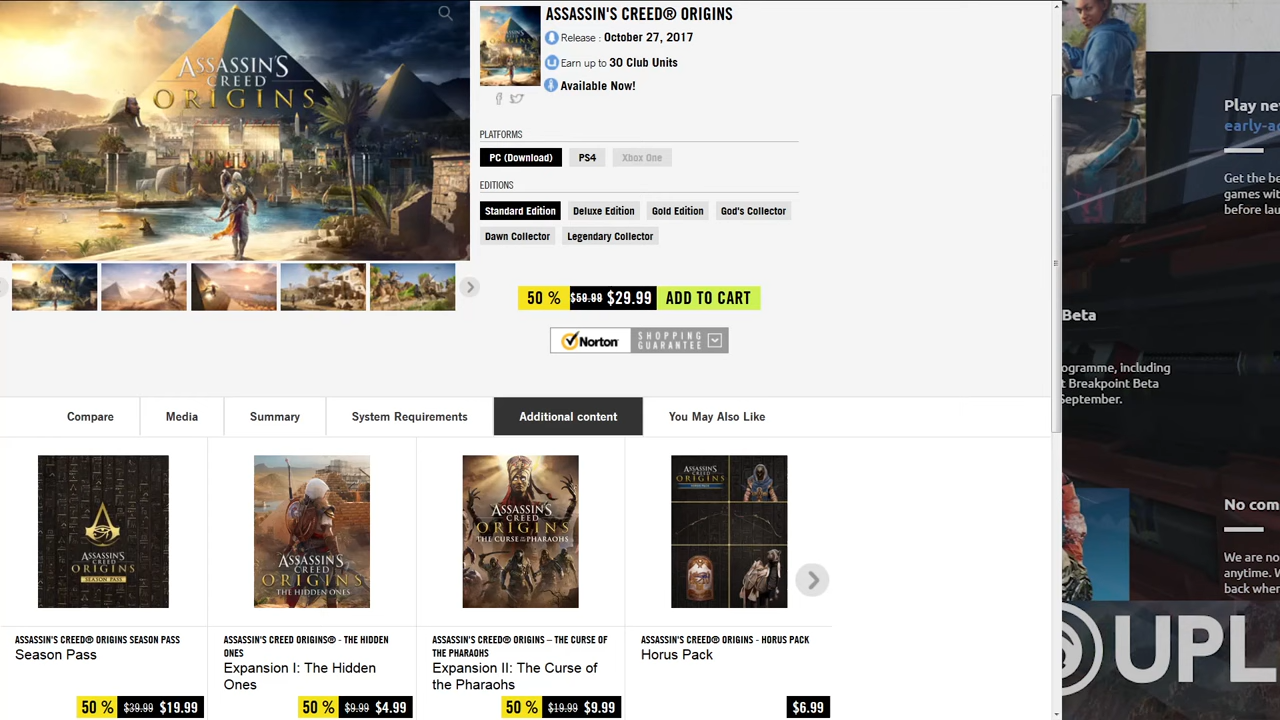 ASSASSIN'S CREED® ORIGINS
Release : October 27, 2017
Earn up to 30 Club Units
Available Now!
ASSASSIN'S
CREED
ORIGINS
PLATFORMS
PC (Download)
PS4
Xbox One
EDITIONS
Standard Edition
Deluxe Edition
Gold Edition
God's Collector
Dawn Collector
Legendary Collector
50 %
$59.99
$29.99
ADD TO CART
Norton
SHOPPING
GUARANTEE
Compare
Media
Summary
System Requirements
Additional content
You May Also Like
ASSASSIN'S
CREED
ORIGINS
SEASON PASS
ASSASSIN'S
CREED
ORIGINS
THE HIDDEN ONES
ASSASSIN'S
CREED
ORIGINS
THE CURSE OF THE PHARAOHS
ASSASSIN'S
CREED
ORIGINS
ASSASSIN'S CREED® ORIGINS SEASON PASS
Season Pass
50 %
$39.99
$19.99
ASSASSIN'S CREED ORIGINS® - THE HIDDEN
ONES
Expansion I: The Hidden
Ones
50 %
$9.99
$4.99
ASSASSIN'S CREED® ORIGINS – THE CURSE OF
THE PHARAOHS
Expansion II: The Curse of
the Pharaohs
50 %
$19.99
$9.99
ASSASSIN'S CREED® ORIGINS - HORUS PACK
Horus Pack
$6.99
Play nev
early-a
Get the be
games wit
before lau
Beta
ogramme, including
t Breakpoint Beta
September.
No com
We are no
anytime. W
back wher
UPL